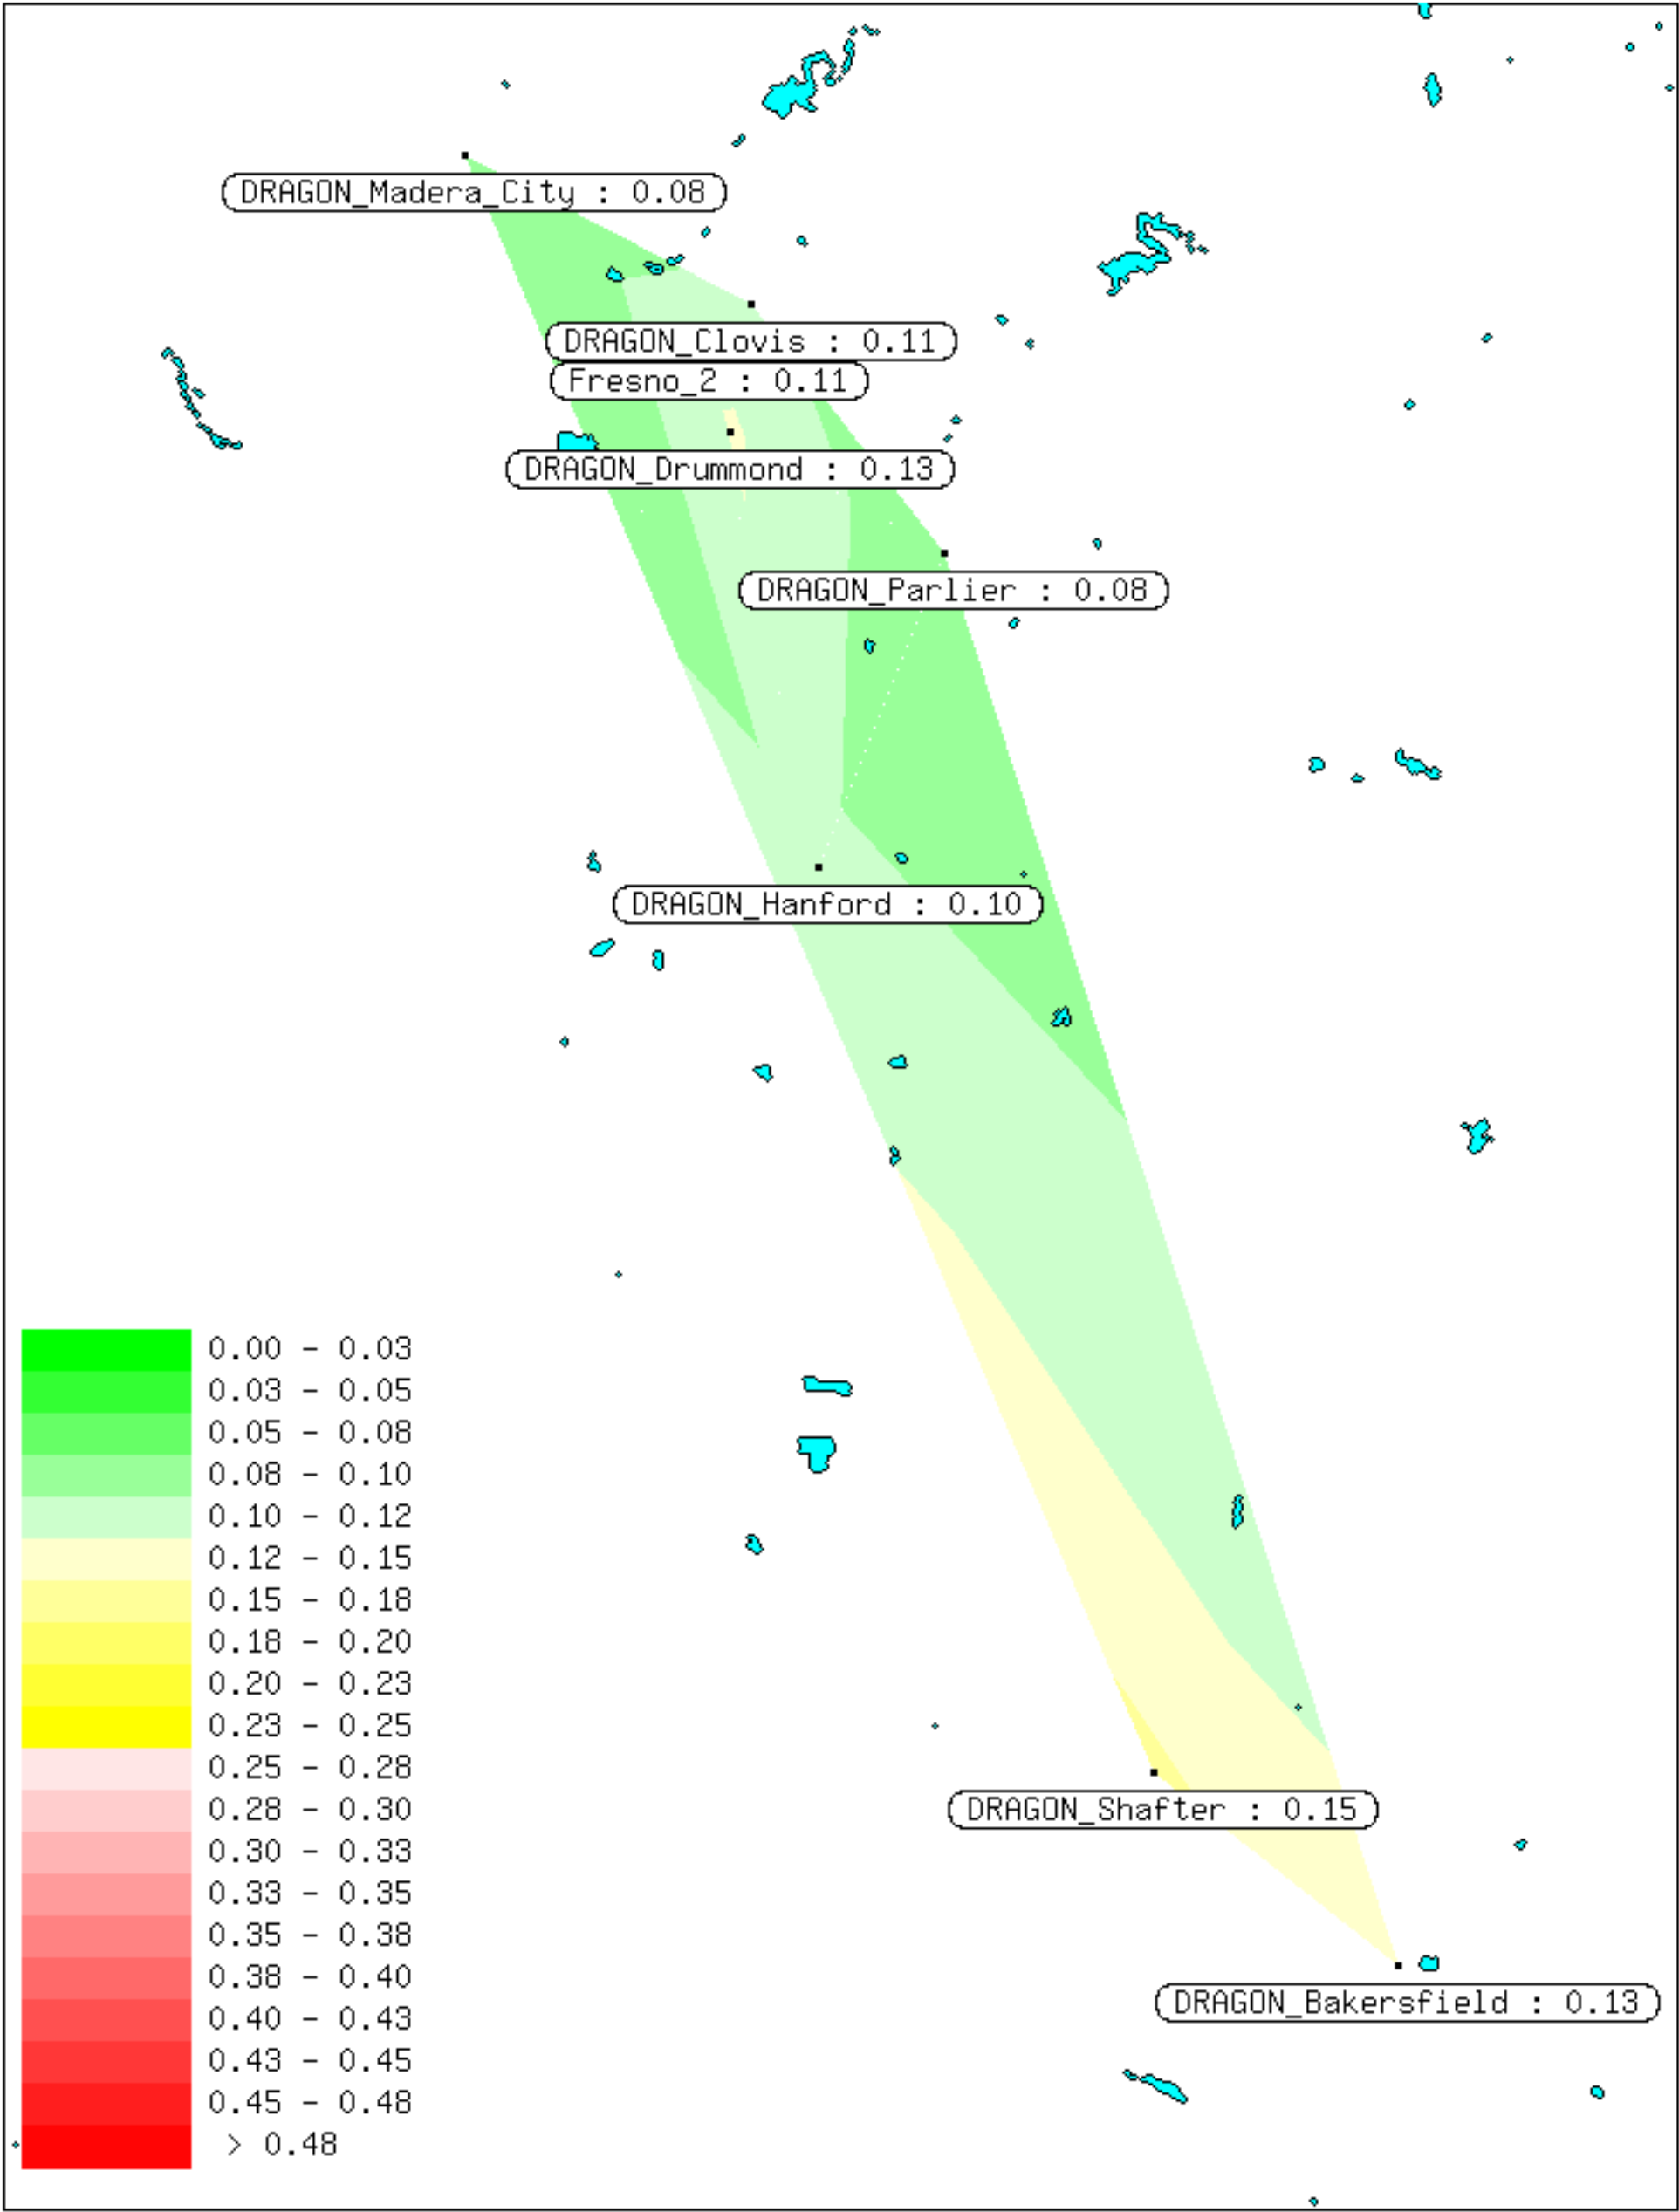 DRAGON_Madera_City : 0.08
DRAGON_Clovis : 0.11
Fresno_2 : 0.11
DRAGON_Drummond : 0.13
DRAGON_Parlier : 0.08
DRAGON_Hanford : 0.10
0.00 - 0.03
0.03 - 0.05
0.05 - 0.08
0.08 - 0.10
0.10 - 0.12
0.12 - 0.15
0.15 - 0.18
0.18 - 0.20
0.20 - 0.23
0.23 - 0.25
0.25 - 0.28
0.28 - 0.30
0.30 - 0.33
0.33 - 0.35
0.35 - 0.38
0.38 - 0.40
0.40 - 0.43
0.43 - 0.45
0.45 - 0.48
> 0.48
DRAGON_Shafter : 0.15
DRAGON_Bakersfield : 0.13